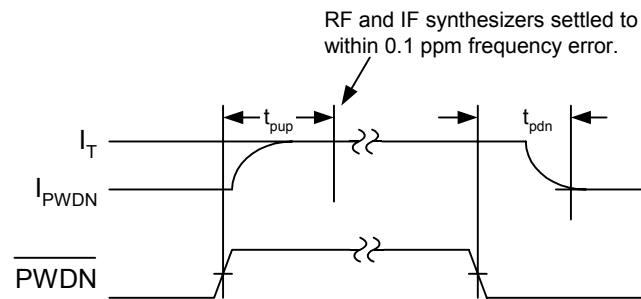 RF and IF synthesizers settled to
within 0.1 ppm frequency error.
tpup
tpdn
IT
IPWDN
PWDN